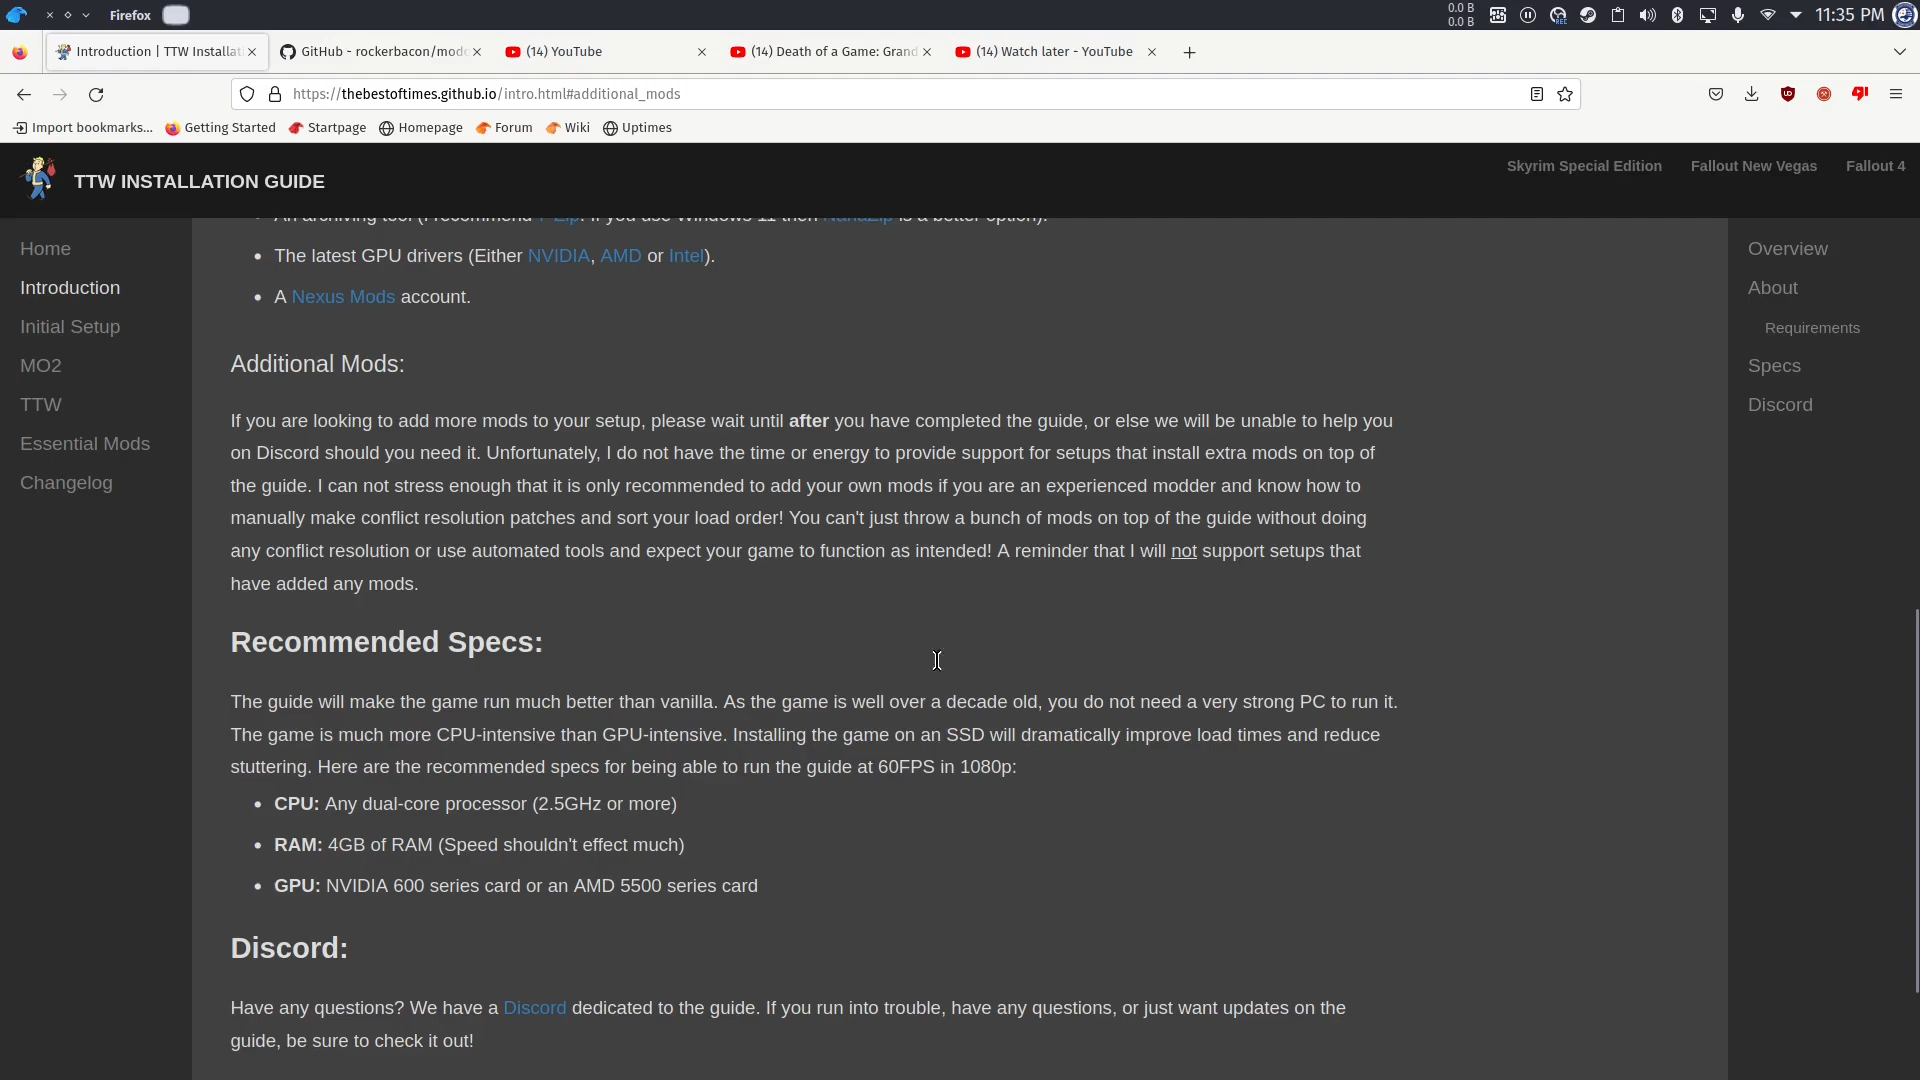 Firefox
0.0 B
0.0 B
REC
11:35 PM
Introduction | TTW Installat
GitHub - rockerbacon/modo
(14) YouTube
(14) Death of a Game: Grand
(14) Watch later - YouTube
https://thebestoftimes.github.io/intro.html#additional_mods
Import bookmarks...
Getting Started
Startpage
Homepage
Forum
Wiki
Uptimes
TTW INSTALLATION GUIDE
Skyrim Special Edition
Fallout New Vegas
Fallout 4
Home
Introduction
Initial Setup
MO2
TTW
Essential Mods
Changelog
• An archiving tool (I recommend 7-Zip. If you use Windows 11 then NanaZip is a better option).
• The latest GPU drivers (Either NVIDIA, AMD or Intel).
• A Nexus Mods account.
Additional Mods:
If you are looking to add more mods to your setup, please wait until after you have completed the guide, or else we will be unable to help you
on Discord should you need it. Unfortunately, I do not have the time or energy to provide support for setups that install extra mods on top of
the guide. I can not stress enough that it is only recommended to add your own mods if you are an experienced modder and know how to
manually make conflict resolution patches and sort your load order! You can't just throw a bunch of mods on top of the guide without doing
any conflict resolution or use automated tools and expect your game to function as intended! A reminder that I will not support setups that
have added any mods.
Recommended Specs:
The guide will make the game run much better than vanilla. As the game is well over a decade old, you do not need a very strong PC to run it.
The game is much more CPU-intensive than GPU-intensive. Installing the game on an SSD will dramatically improve load times and reduce
stuttering. Here are the recommended specs for being able to run the guide at 60FPS in 1080p:
• CPU: Any dual-core processor (2.5GHz or more)
• RAM: 4GB of RAM (Speed shouldn't effect much)
• GPU: NVIDIA 600 series card or an AMD 5500 series card
Discord:
Have any questions? We have a Discord dedicated to the guide. If you run into trouble, have any questions, or just want updates on the
guide, be sure to check it out!
Overview
About
Requirements
Specs
Discord